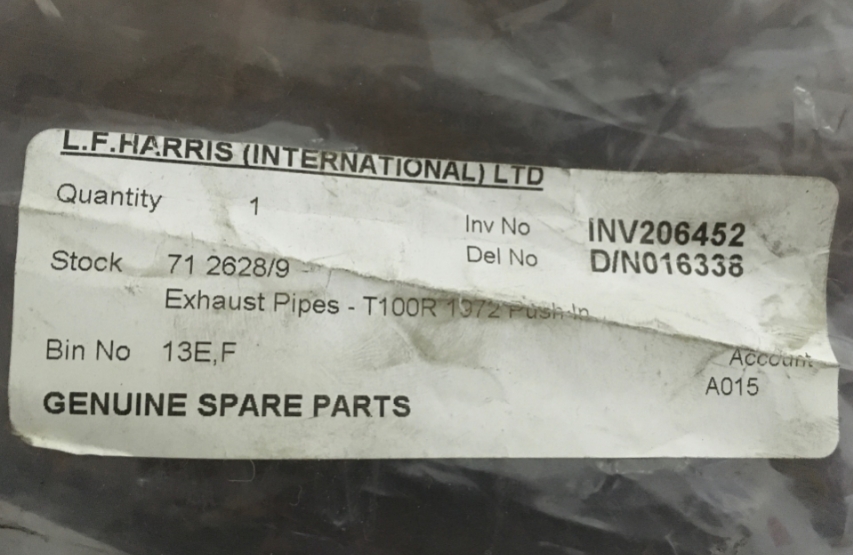 L.F.HARRIS (INTERNATIONAL) LTD
Quantity 1
Inv No INV206452
Del No D/N016338
Stock 71 2628/9
Exhaust Pipes - T100R 1972 Push In
Bin No 13E,F
Account
A015
GENUINE SPARE PARTS